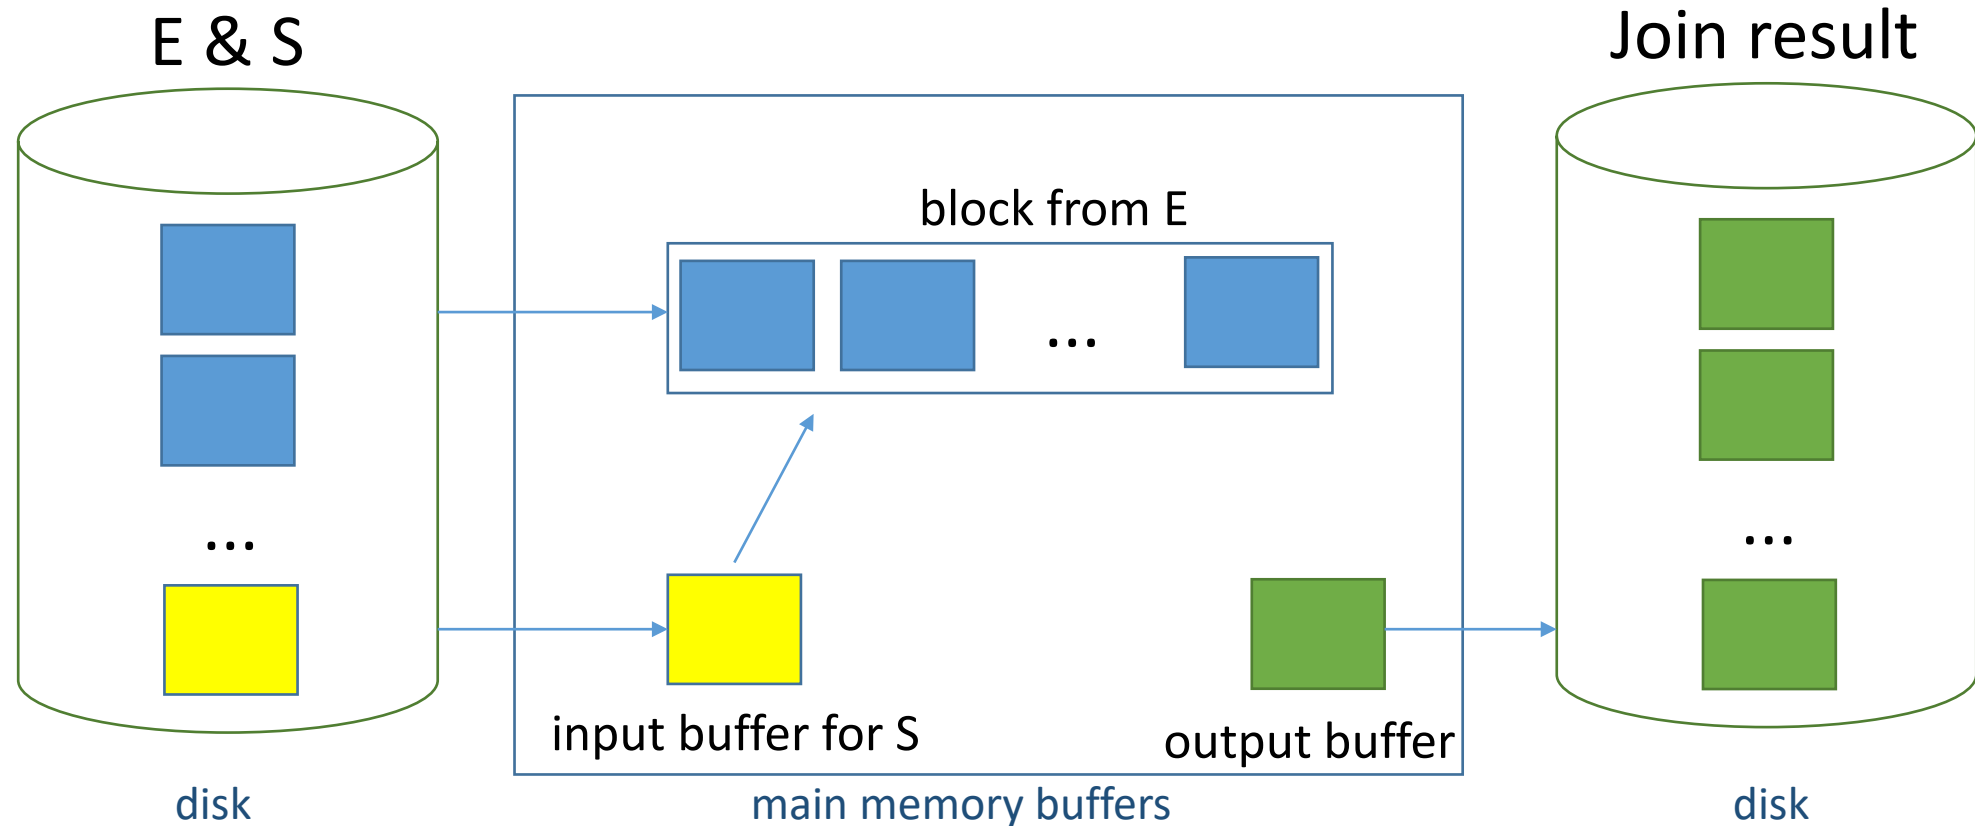 E & S
Join result
block from E
...
...
...
input buffer for S
output buffer
disk
main memory buffers
disk